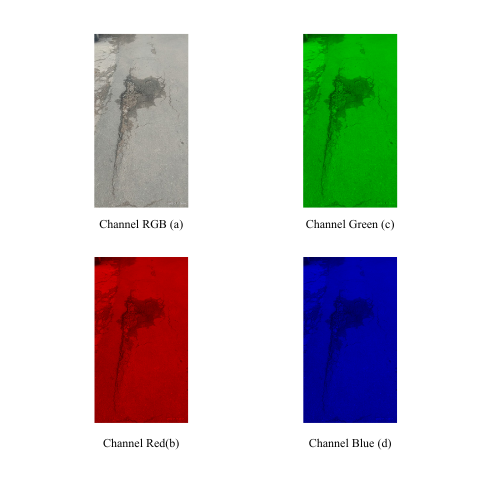 Channel RGB (a)
Channel Green (c)
Channel Red(b)
Channel Blue (d)